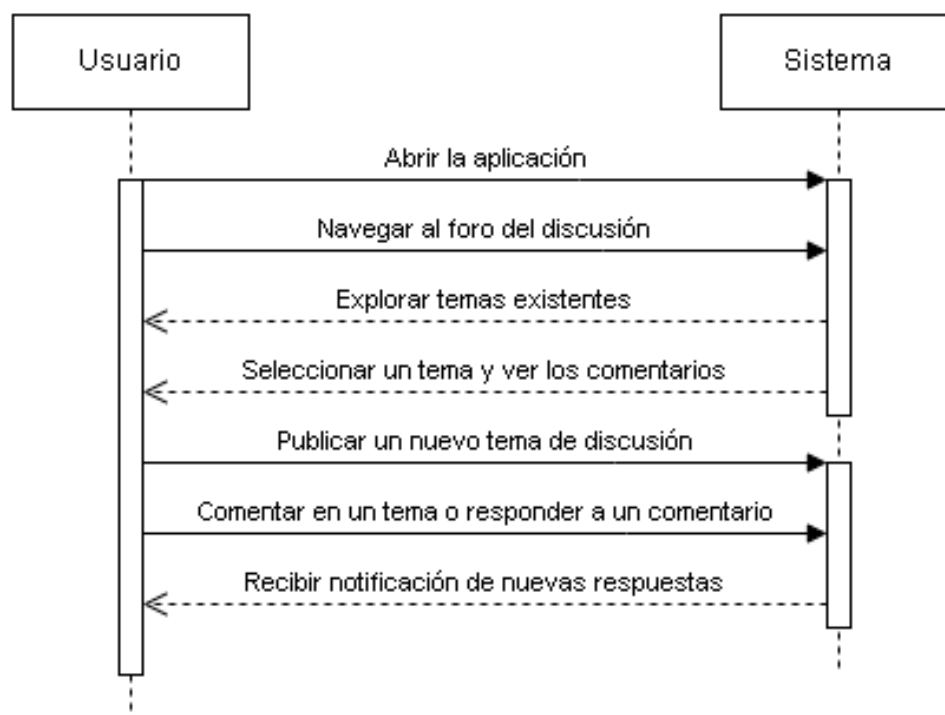 Usuario
Sistema
Abrir la aplicación
Navegar al foro del discusión
Explorar temas existentes
Seleccionar un tema y ver los comentarios
Publicar un nuevo tema de discusión
Comentar en un tema o responder a un comentario
Recibir notificación de nuevas respuestas